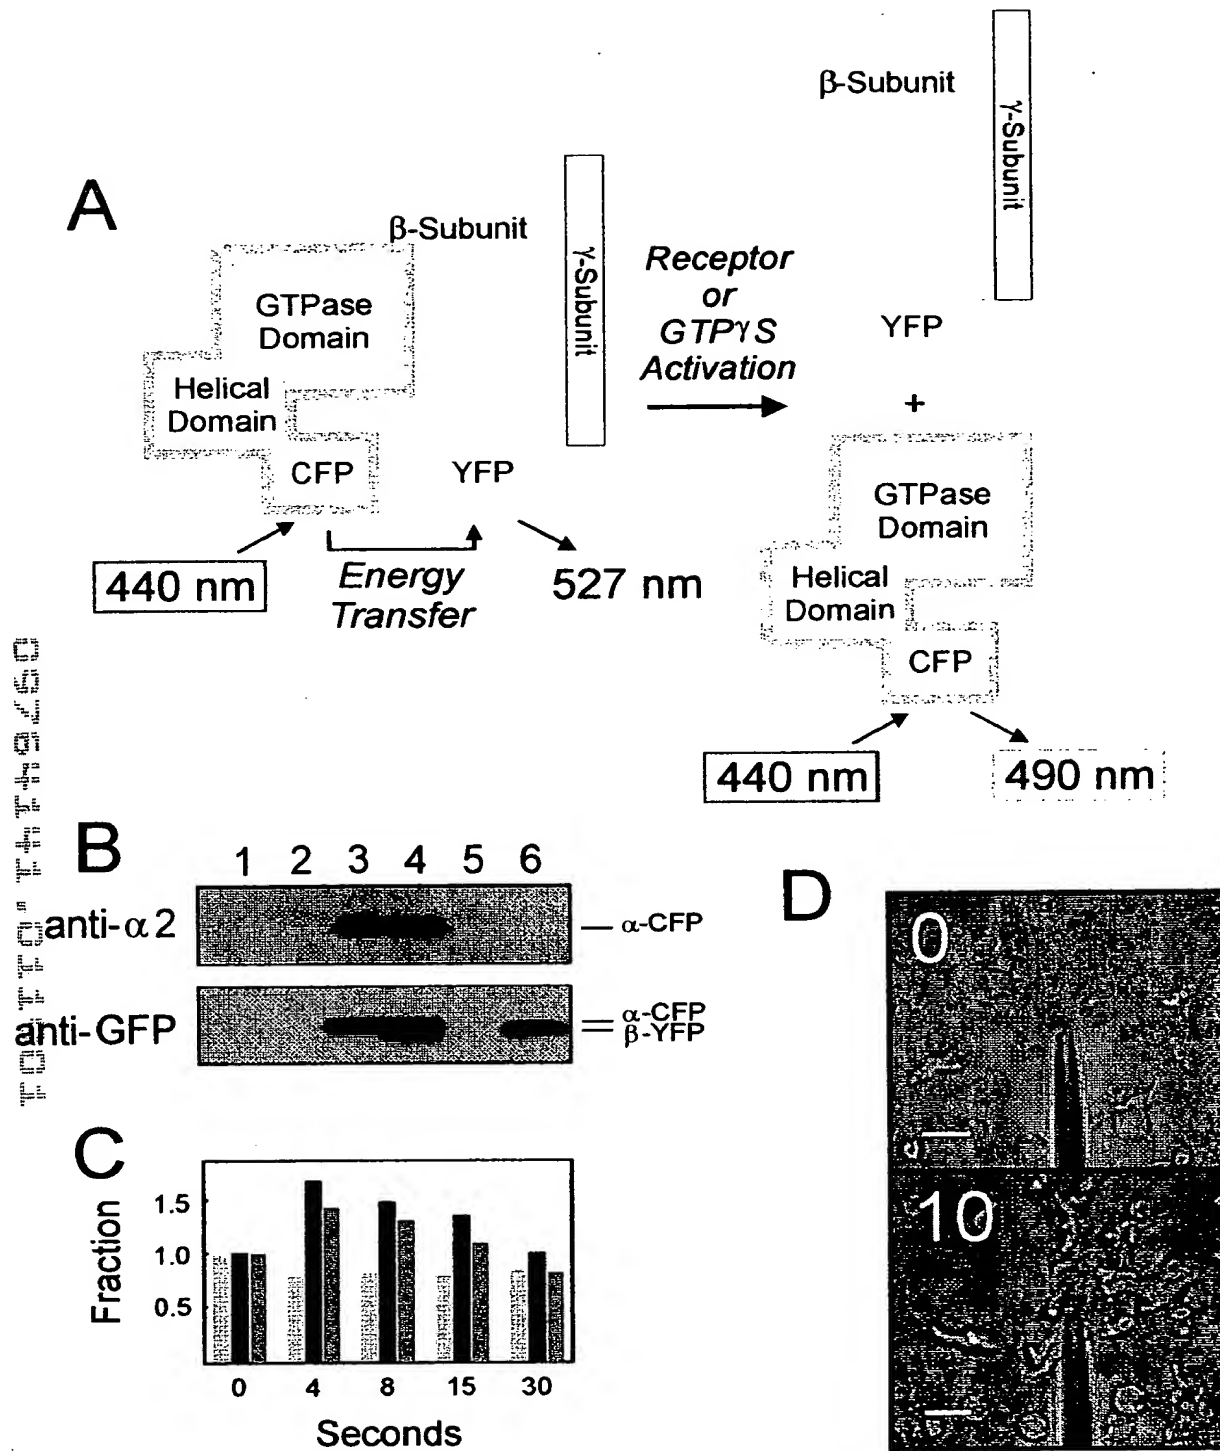 A
β-Subunit
γ-Subunit
GTPase
Domain
Helical
Domain
CFP
YFP
440 nm
Energy
Transfer
527 nm
Receptor
or
GTPγS
Activation
β-Subunit
γ-Subunit
YFP
+
GTPase
Domain
Helical
Domain
CFP
440 nm
490 nm
B
1 2 3 4 5 6
anti-α2
α-CFP
anti-GFP
α-CFP
β-YFP
C
Fraction
1.5
1.0
0.5
0 4 8 15 30
Seconds
D
0
10